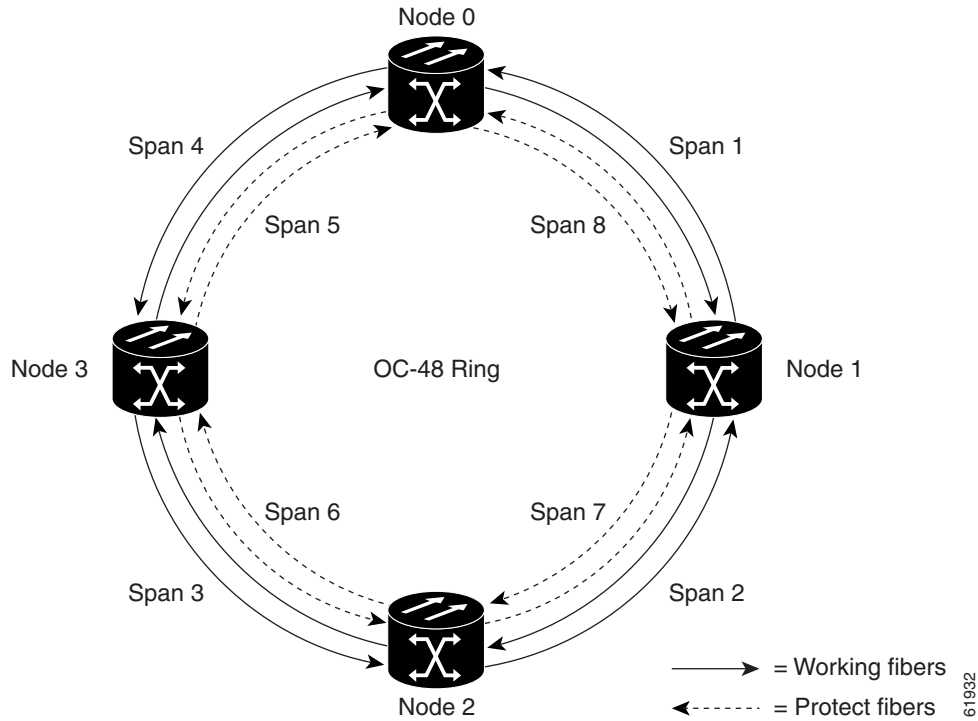 Node 0
Span 4
Span 1
Span 5
Span 8
Node 3
OC-48 Ring
Node 1
Span 6
Span 7
Span 3
Span 2
Node 2
= Working fibers
= Protect fibers
61932